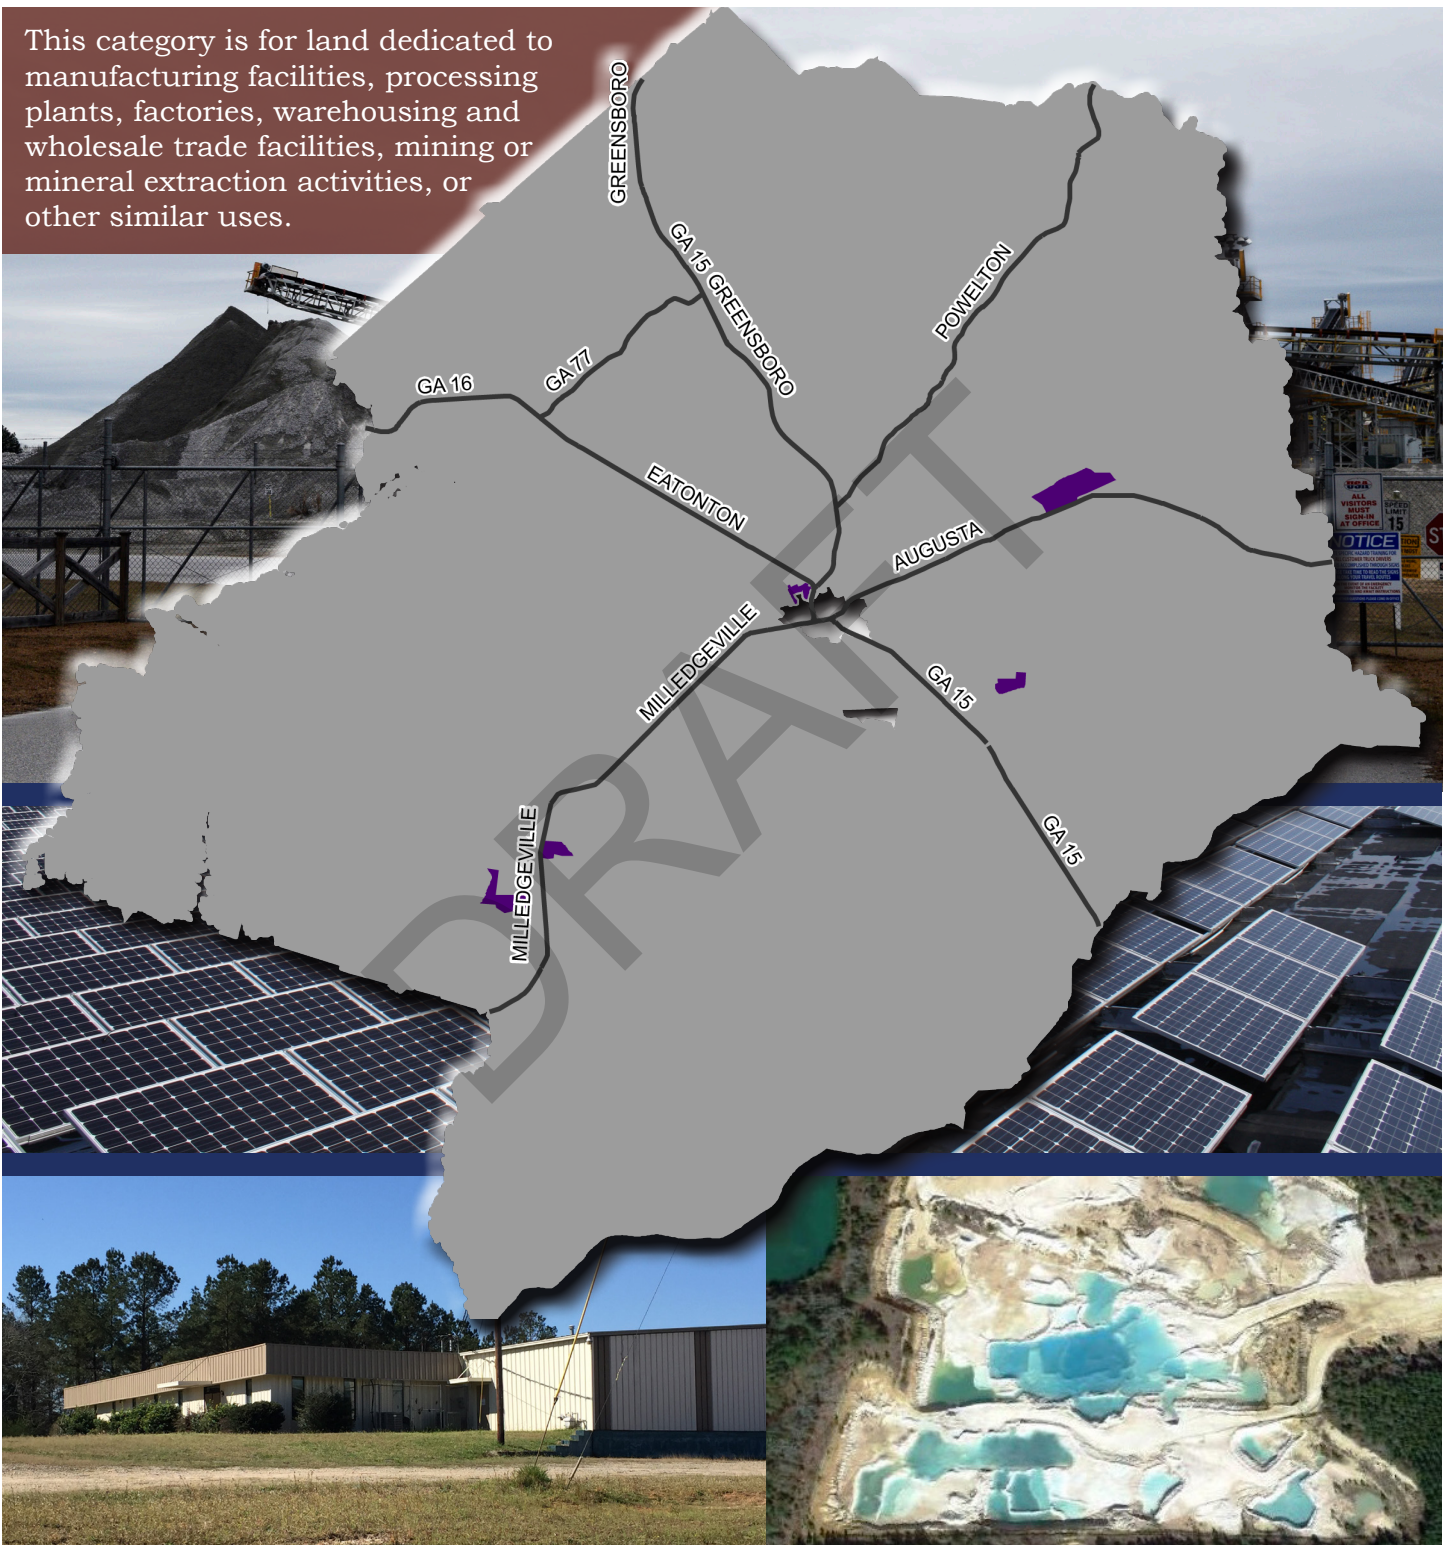 This category is for land dedicated to
manufacturing facilities, processing
plants, factories, warehousing and
wholesale trade facilities, mining or
mineral extraction activities, or
other similar uses.
GREENSBORO
GA 15 GREENSBORO
POWELTON
GA 77
GA 16
EATONTON
AUGUSTA
MILLEDGEVILLE
GA 15
GA 15
MILLEDGEVILLE
DRAFT
USA
ALL
VISITORS
MUST
SIGN-IN
AT OFFICE
SPEED
LIMIT
15
NOTICE